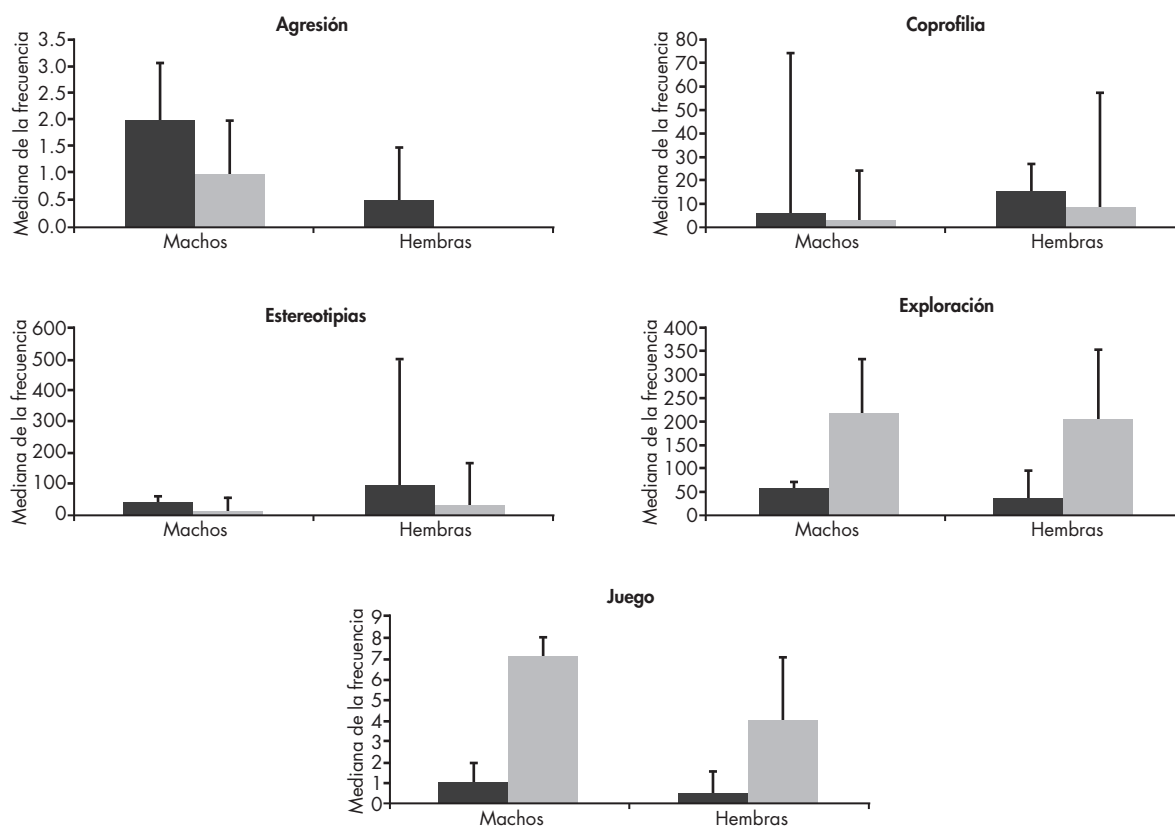 Agresión
Mediana de la frecuencia
3.5
3.0
2.5
2.0
1.5
1.0
0.5
0.0
Machos
Hembras
Coprofilia
Mediana de la frecuencia
80
70
60
50
40
30
20
10
0
Machos
Hembras
Estereotipias
Mediana de la frecuencia
600
500
400
300
200
100
0
Machos
Hembras
Exploración
Mediana de la frecuencia
400
350
300
250
200
150
100
50
0
Machos
Hembras
Juego
Mediana de la frecuencia
9
8
7
6
5
4
3
2
1
0
Machos
Hembras